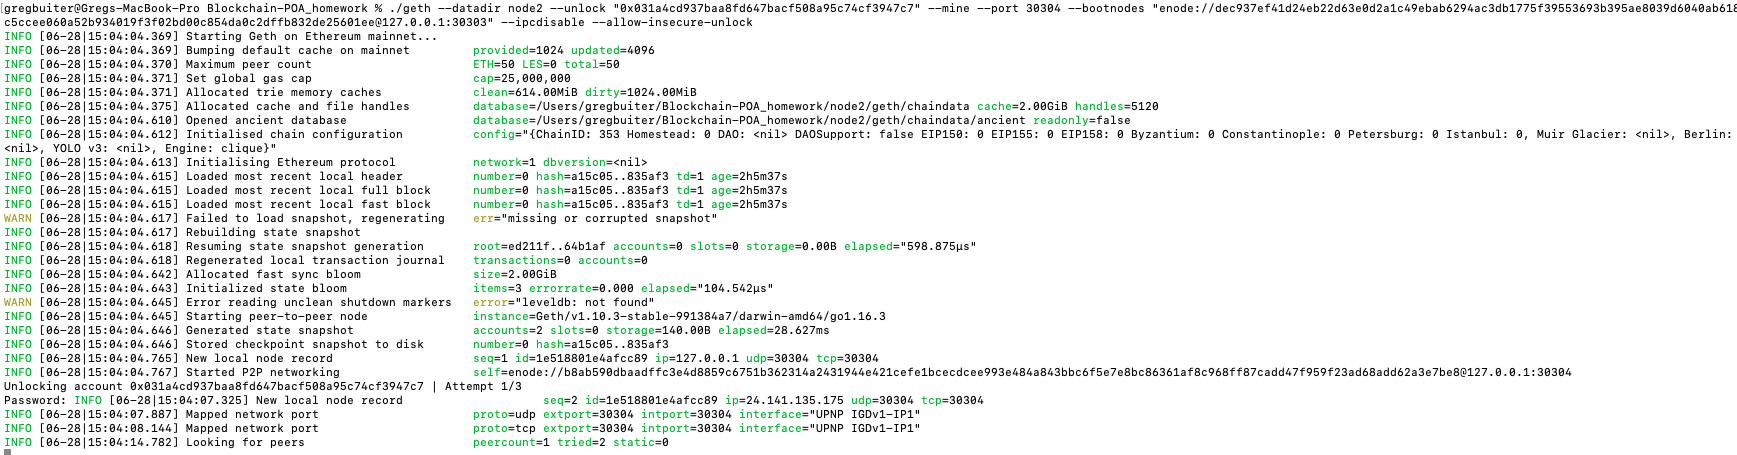 gregbuiter@Gregs-MacBook-Pro Blockchain-POA_homework % ./geth --datadir node2 --unlock "0x031a4cd937baa8fd647bacf508a95c74cf3947c7" --mine --port 30304 --bootnodes "enode://dec937ef41d24eb22d63e0d2a1c49ebab6294ac3db1775f39553693b395ae8039d6040ab618
c5ccee060a52b934019f3f02bd00c854da0c2dffb832de25601ee@127.0.0.1:30303" --ipcdisable --allow-insecure-unlock
INFO [06-28|15:04:04.369] Starting Geth on Ethereum mainnet...
INFO [06-28|15:04:04.369] Bumping default cache on mainnet provided=1024 updated=4096
INFO [06-28|15:04:04.370] Maximum peer count ETH=50 LES=0 total=50
INFO [06-28|15:04:04.371] Set global gas cap cap=25,000,000
INFO [06-28|15:04:04.371] Allocated trie memory caches clean=614.00MiB dirty=1024.00MiB
INFO [06-28|15:04:04.375] Allocated cache and file handles database=/Users/gregbuiter/Blockchain-POA_homework/node2/geth/chaindata cache=2.00GiB handles=5120
INFO [06-28|15:04:04.610] Opened ancient database database=/Users/gregbuiter/Blockchain-POA_homework/node2/geth/chaindata/ancient readonly=false
INFO [06-28|15:04:04.612] Initialised chain configuration config="{ChainID: 353 Homestead: 0 DAO: <nil> DAOSupport: false EIP150: 0 EIP155: 0 EIP158: 0 Byzantium: 0 Constantinople: 0 Petersburg: 0 Istanbul: 0, Muir Glacier: <nil>, Berlin:
<nil>, YOLO v3: <nil>, Engine: clique}"
INFO [06-28|15:04:04.613] Initialising Ethereum protocol network=1 dbversion=<nil>
INFO [06-28|15:04:04.615] Loaded most recent local header number=0 hash=a15c05..835af3 td=1 age=2h5m37s
INFO [06-28|15:04:04.615] Loaded most recent local full block number=0 hash=a15c05..835af3 td=1 age=2h5m37s
INFO [06-28|15:04:04.615] Loaded most recent local fast block number=0 hash=a15c05..835af3 td=1 age=2h5m37s
WARN [06-28|15:04:04.617] Failed to load snapshot, regenerating err="missing or corrupted snapshot"
INFO [06-28|15:04:04.617] Rebuilding state snapshot
INFO [06-28|15:04:04.618] Resuming state snapshot generation root=ed211f..64b1af accounts=0 slots=0 storage=0.00B elapsed="598.875µs"
INFO [06-28|15:04:04.618] Regenerated local transaction journal transactions=0 accounts=0
INFO [06-28|15:04:04.642] Allocated fast sync bloom size=2.00GiB
INFO [06-28|15:04:04.643] Initialized state bloom items=3 errorrate=0.000 elapsed="104.542µs"
WARN [06-28|15:04:04.645] Error reading unclean shutdown markers error="leveldb: not found"
INFO [06-28|15:04:04.645] Starting peer-to-peer node instance=Geth/v1.10.3-stable-991384a7/darwin-amd64/go1.16.3
INFO [06-28|15:04:04.646] Generated state snapshot accounts=2 slots=0 storage=140.00B elapsed=28.627ms
INFO [06-28|15:04:04.646] Stored checkpoint snapshot to disk number=0 hash=a15c05..835af3
INFO [06-28|15:04:04.765] New local node record seq=1 id=1e518801e4afcc89 ip=127.0.0.1 udp=30304 tcp=30304
INFO [06-28|15:04:04.767] Started P2P networking self=enode://b8ab590dbaadffc3e4d8859c6751b362314a2431944e421cefe1bcecdcee993e484a843bbc6f5e7e8bc86361af8c968ff87cadd47f959f23ad68add62a3e7be8@127.0.0.1:30304
Unlocking account 0x031a4cd937baa8fd647bacf508a95c74cf3947c7 | Attempt 1/3
Password: INFO [06-28|15:04:07.325] New local node record seq=2 id=1e518801e4afcc89 ip=24.141.135.175 udp=30304 tcp=30304
INFO [06-28|15:04:07.887] Mapped network port proto=udp extport=30304 intport=30304 interface="UPNP IGDv1-IP1"
INFO [06-28|15:04:08.144] Mapped network port proto=tcp extport=30304 intport=30304 interface="UPNP IGDv1-IP1"
INFO [06-28|15:04:14.782] Looking for peers peercount=1 tried=2 static=0